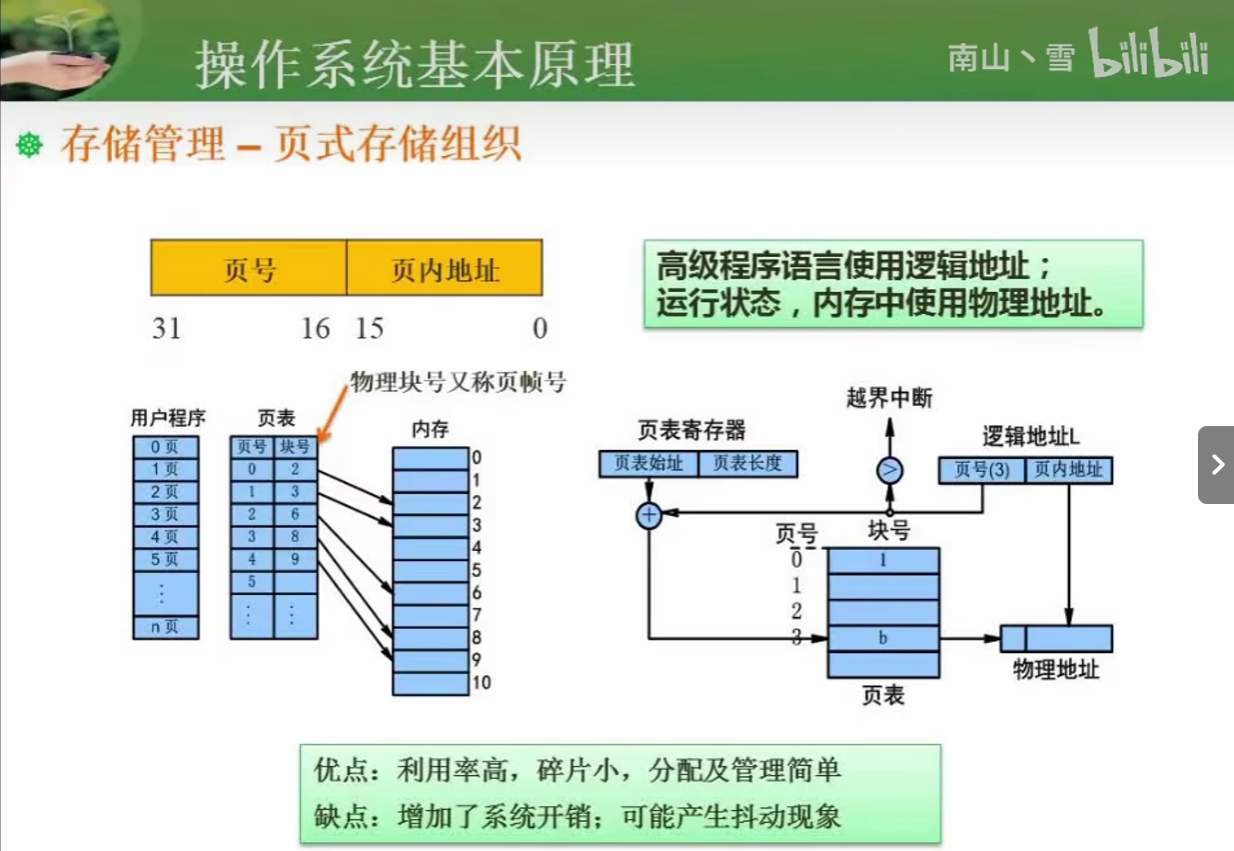 操作系统基本原理
南山丶雪 bilibili
存储管理 – 页式存储组织
页号 页内地址
31 16 15 0
高级程序语言使用逻辑地址；
运行状态，内存中使用物理地址。
物理块号又称页帧号
用户程序
0 页
1 页
2 页
3 页
4 页
5 页
⋮
n 页
页表
页号 块号
0 2
1 3
2 6
3 8
4 9
5
⋮ ⋮
内存
0
1
2
3
4
5
6
7
8
9
10
越界中断
页表寄存器
页表始址 页表长度
>
逻辑地址L
页号(3) 页内地址
+
页号 块号
0 1
1
2
3 b
页表
物理地址
优点：利用率高，碎片小，分配及管理简单
缺点：增加了系统开销；可能产生抖动现象